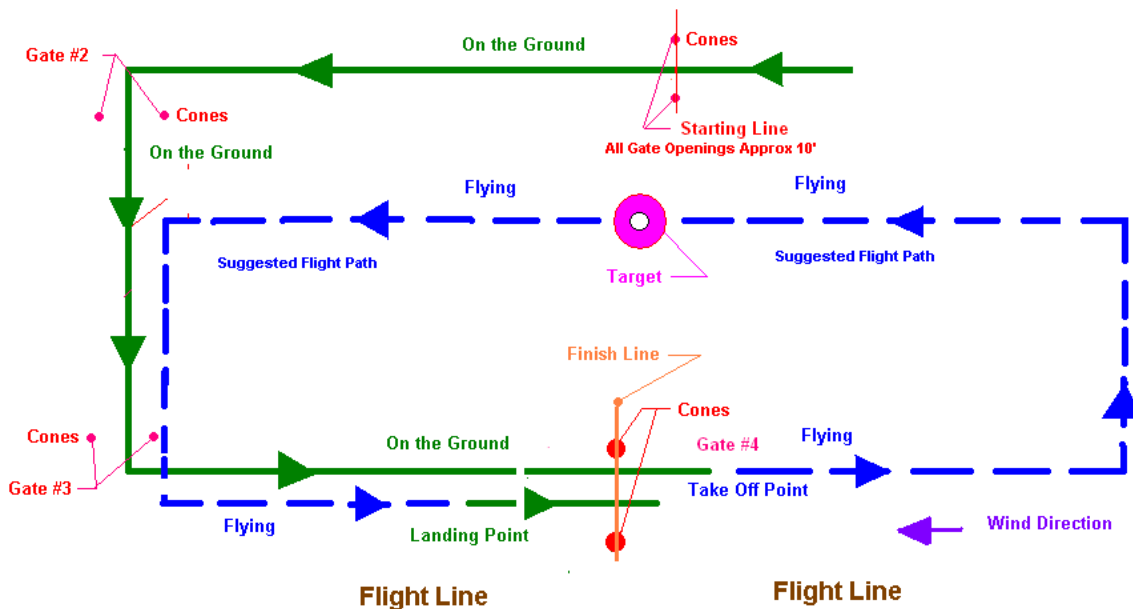 On the Ground
Cones
Gate #2
Cones
Starting Line
All Gate Openings Approx 10'
On the Ground
Flying
Flying
Suggested Flight Path
Suggested Flight Path
Target
Finish Line
Cones
Cones
On the Ground
Gate #4
Flying
Gate #3
Take Off Point
Flying
Landing Point
Wind Direction
Flight Line
Flight Line